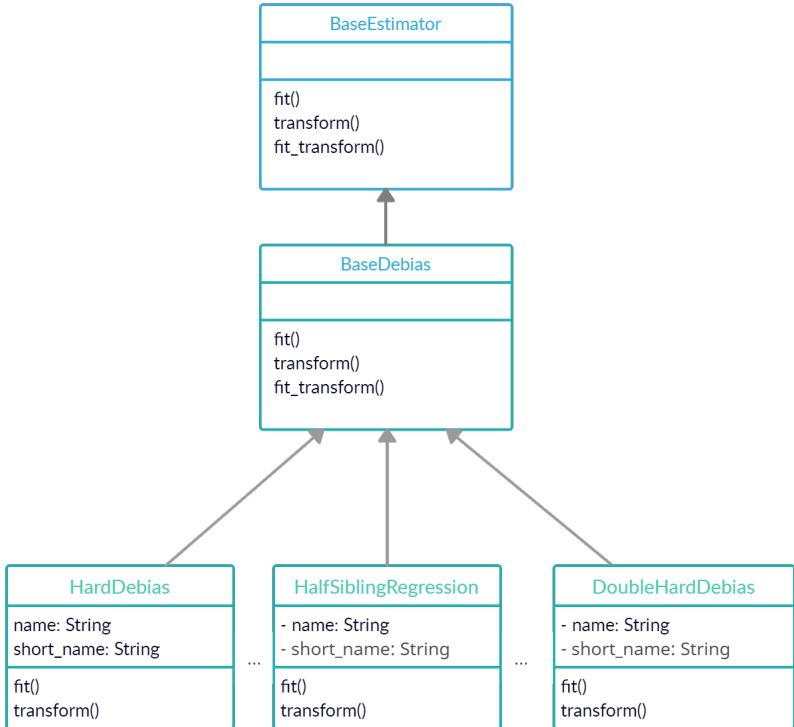 BaseEstimator
fit()
transform()
fit_transform()
BaseDebias
fit()
transform()
fit_transform()
HardDebias
name: String
short_name: String
fit()
transform()
...
HalfSiblingRegression
- name: String
- short_name: String
fit()
transform()
...
DoubleHardDebias
- name: String
- short_name: String
fit()
transform()